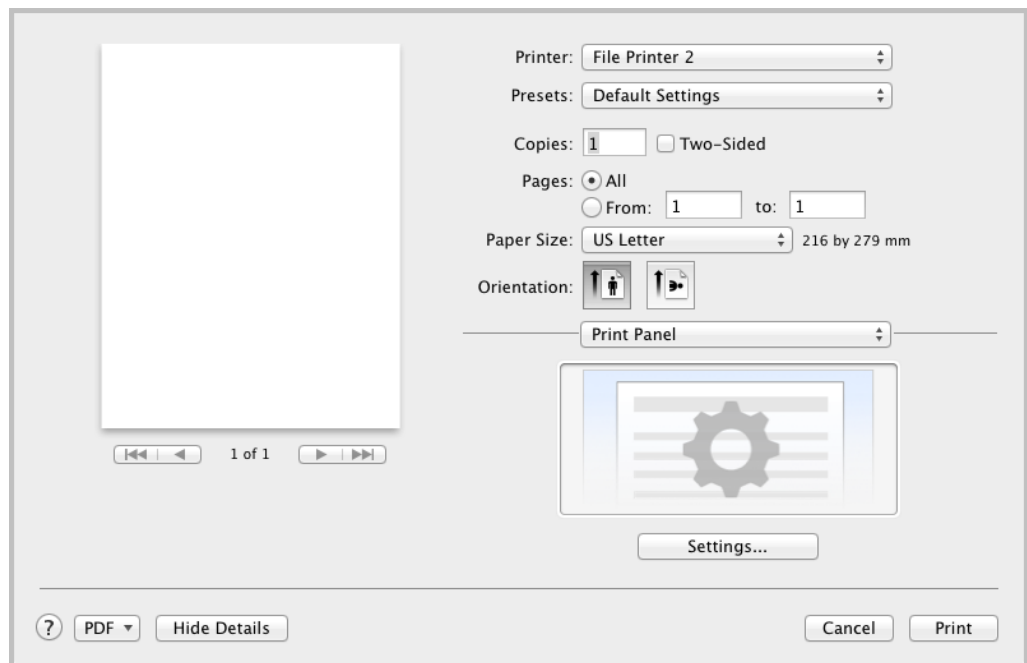 Printer: File Printer 2
Presets: Default Settings
Copies: 1 Two-Sided
Pages: All
From: 1 to: 1
Paper Size: US Letter 216 by 279 mm
Orientation:
Print Panel
1 of 1
Settings...
? PDF Hide Details Cancel Print